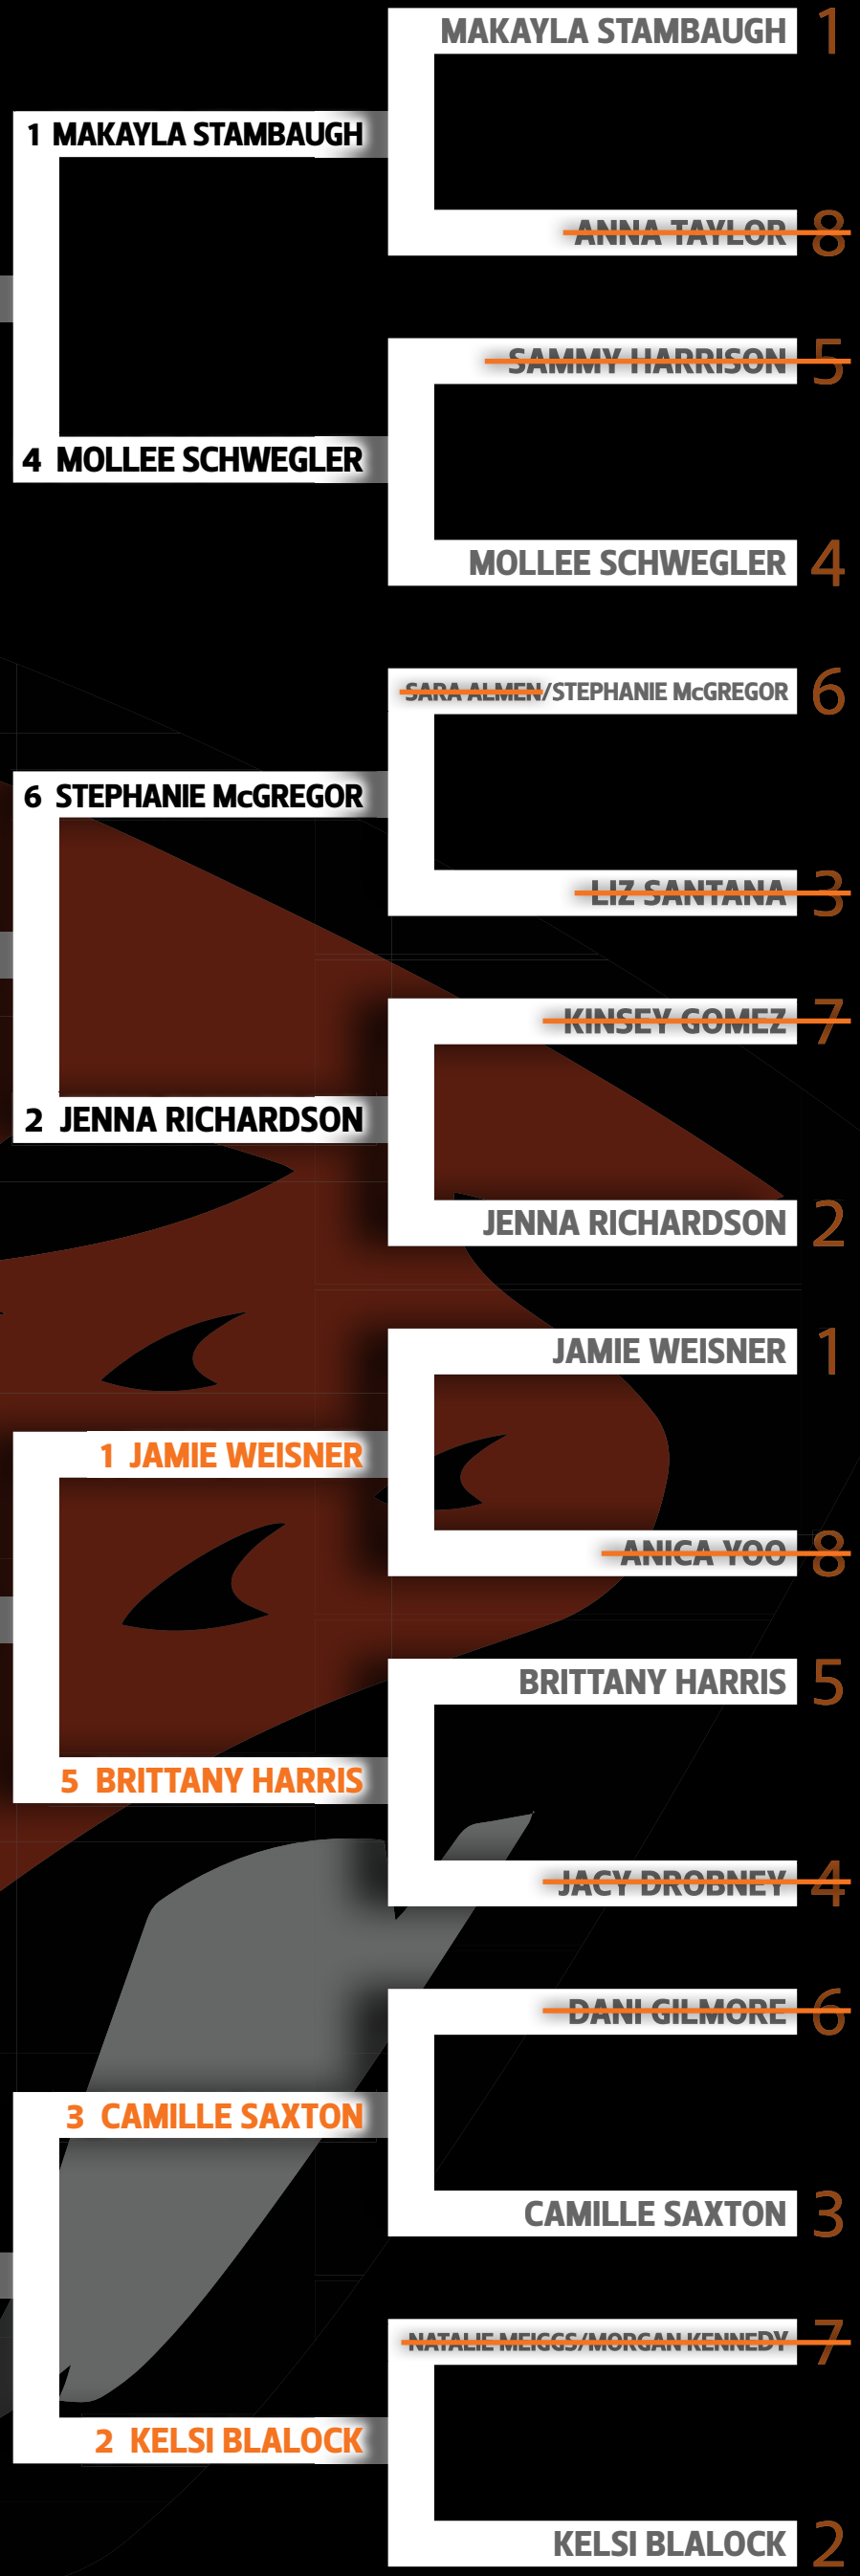 MAKAYLA STAMBAUGH 1
1 MAKAYLA STAMBAUGH
ANNA TAYLOR 8
SAMMY HARRISON 5
4 MOLLEE SCHWEGLER
MOLLEE SCHWEGLER 4
SARA ALMEN/STEPHANIE McGREGOR 6
6 STEPHANIE McGREGOR
LIZ SANTANA 3
KINSEY GOMEZ 7
2 JENNA RICHARDSON
JENNA RICHARDSON 2
JAMIE WEISNER 1
1 JAMIE WEISNER
ANICA YOO 8
BRITTANY HARRIS 5
5 BRITTANY HARRIS
JACY DROBNEY 4
DANI GILMORE 6
3 CAMILLE SAXTON
CAMILLE SAXTON 3
NATALIE MEIGGS/MORGAN KENNEDY 7
2 KELSI BLALOCK
KELSI BLALOCK 2